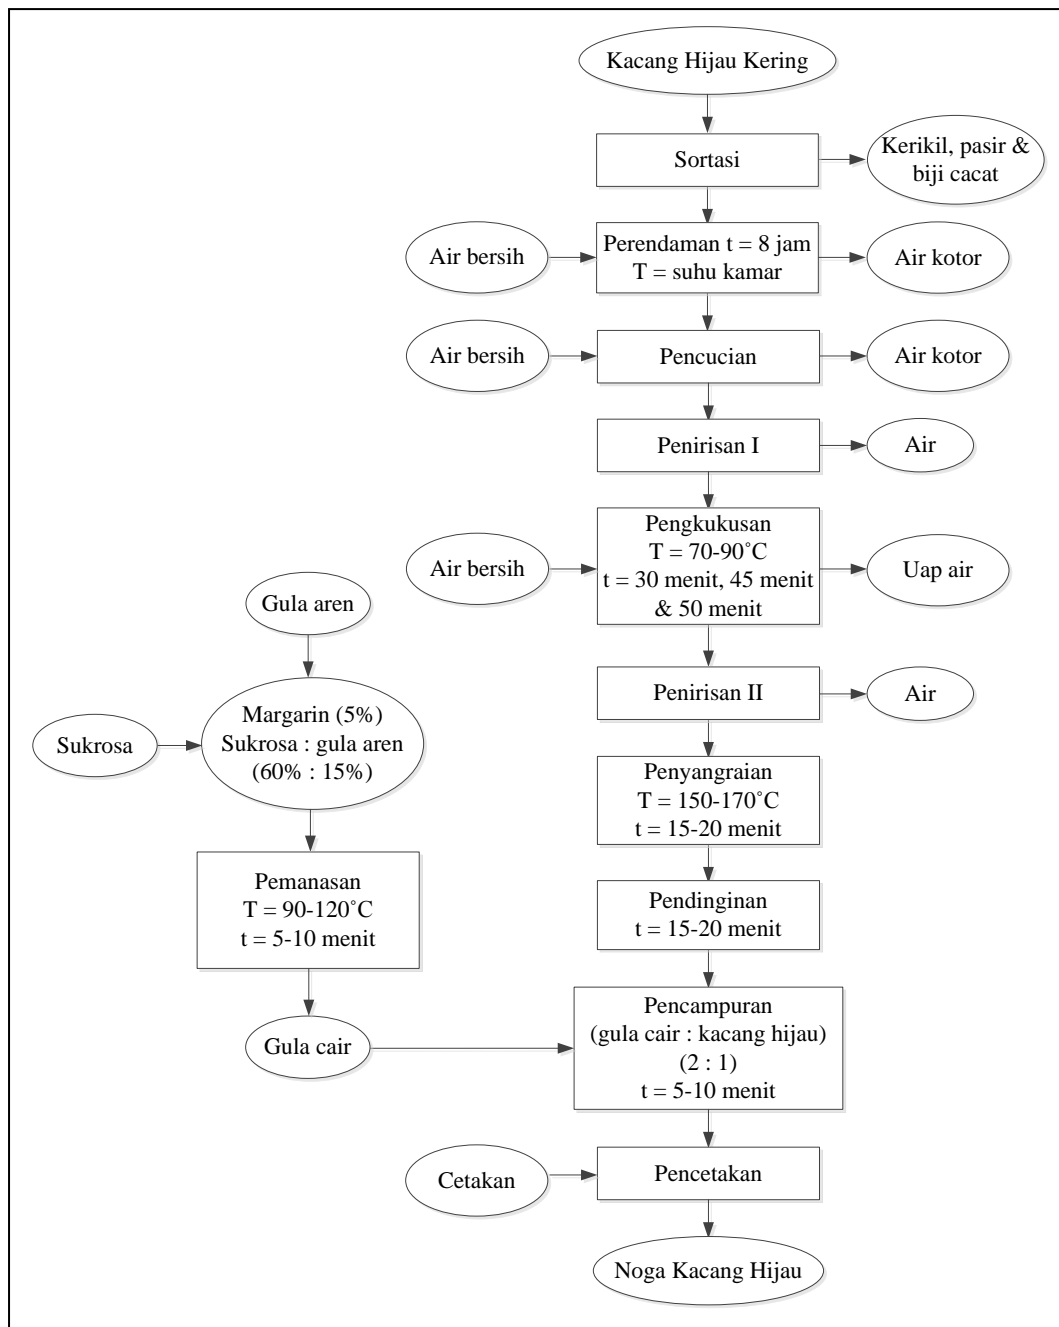 Kacang Hijau Kering
Sortasi
Kerikil, pasir &
biji cacat
Air bersih
Perendaman t = 8 jam
T = suhu kamar
Air kotor
Air bersih
Pencucian
Air kotor
Penirisan I
Air
Air bersih
Pengkukusan
T = 70-90˚C
t = 30 menit, 45 menit
& 50 menit
Uap air
Gula aren
Penirisan II
Air
Sukrosa
Margarin (5%)
Sukrosa : gula aren
(60% : 15%)
Penyangraian
T = 150-170˚C
t = 15-20 menit
Pemanasan
T = 90-120˚C
t = 5-10 menit
Pendinginan
t = 15-20 menit
Gula cair
Pencampuran
(gula cair : kacang hijau)
(2 : 1)
t = 5-10 menit
Cetakan
Pencetakan
Noga Kacang Hijau